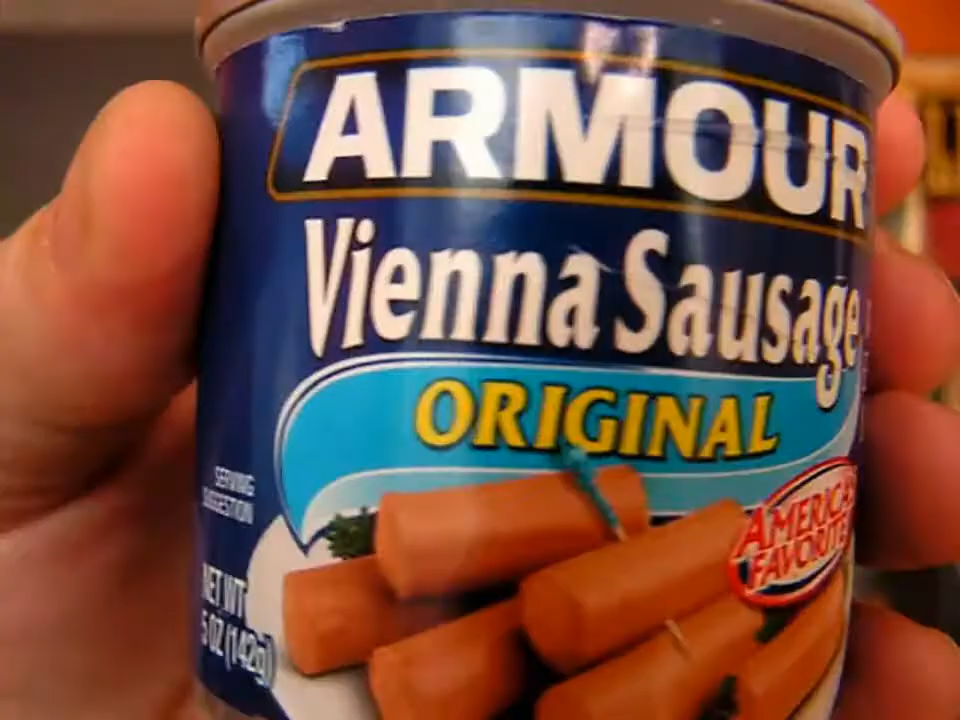 ARMOUR
Vienna Sausage
ORIGINAL
SERVING
SUGGESTION
AMERICA'S
FAVORITE
NET WT
5 OZ (142g)